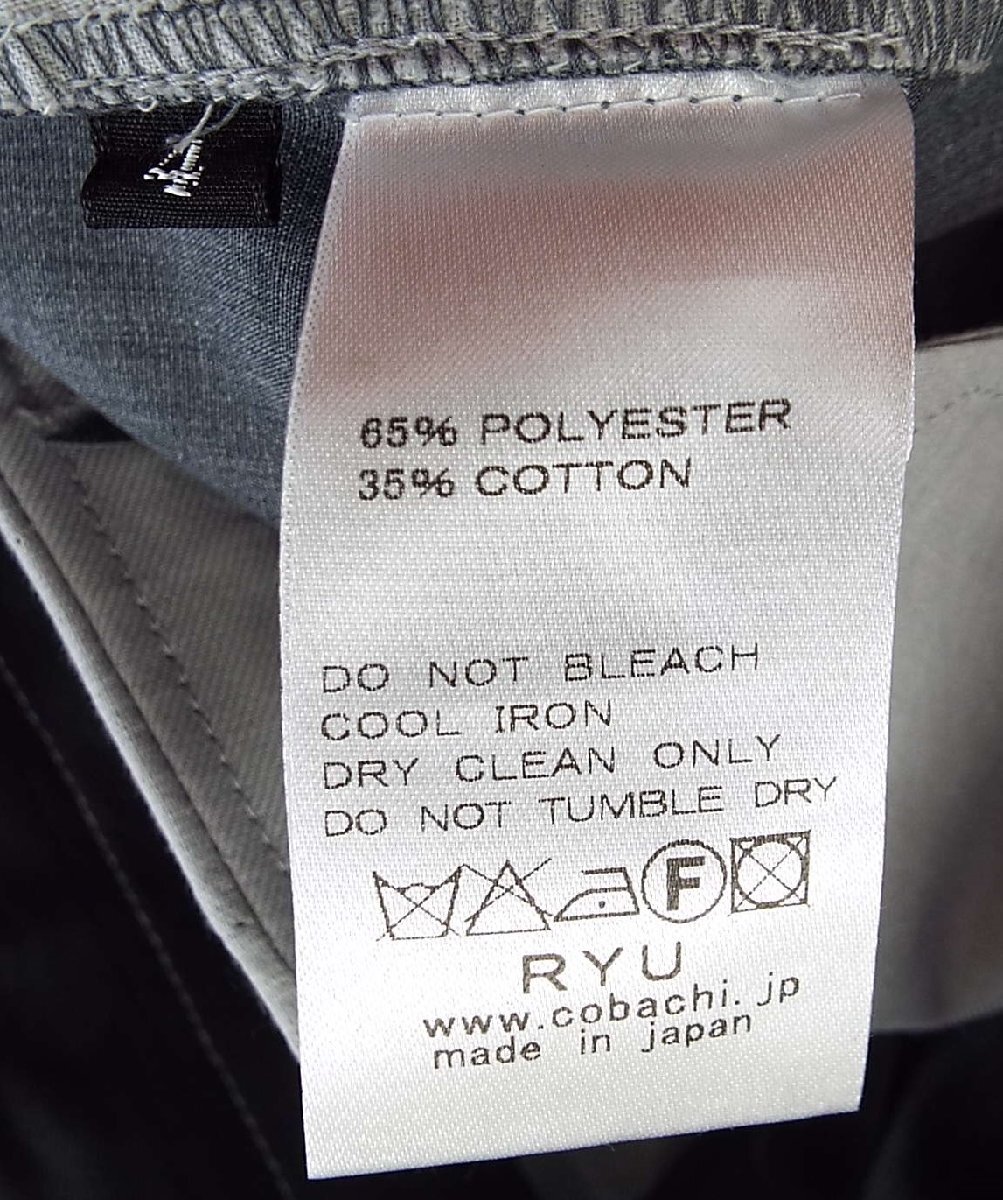 4
65% POLYESTER
35% COTTON
DO NOT BLEACH
COOL IRON
DRY CLEAN ONLY
DO NOT TUMBLE DRY
F
RYU
www.cobachi.jp
made in japan